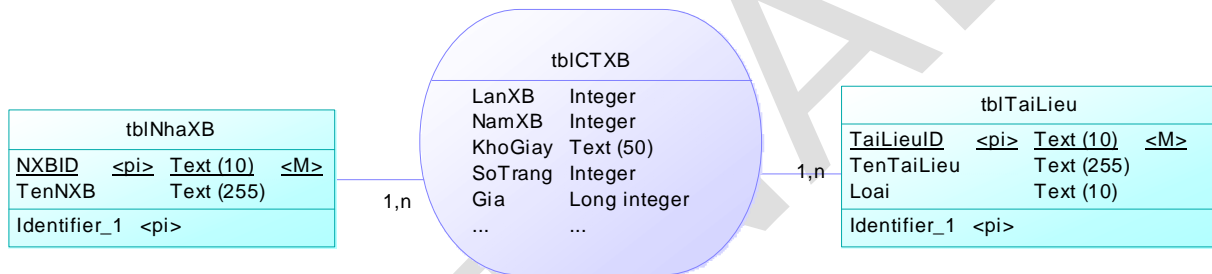 tblCTXB
LanXB Integer
NamXB Integer
KhoGiay Text (50)
SoTrang Integer
Gia Long integer
... ...
tblNhaXB
NXBID <pi> Text (10) <M>
TenNXB Text (255)
Identifier_1 <pi>
1,n
1,n
tblTaiLieu
TaiLieuID <pi> Text (10) <M>
TenTaiLieu Text (255)
Loai Text (10)
Identifier_1 <pi>